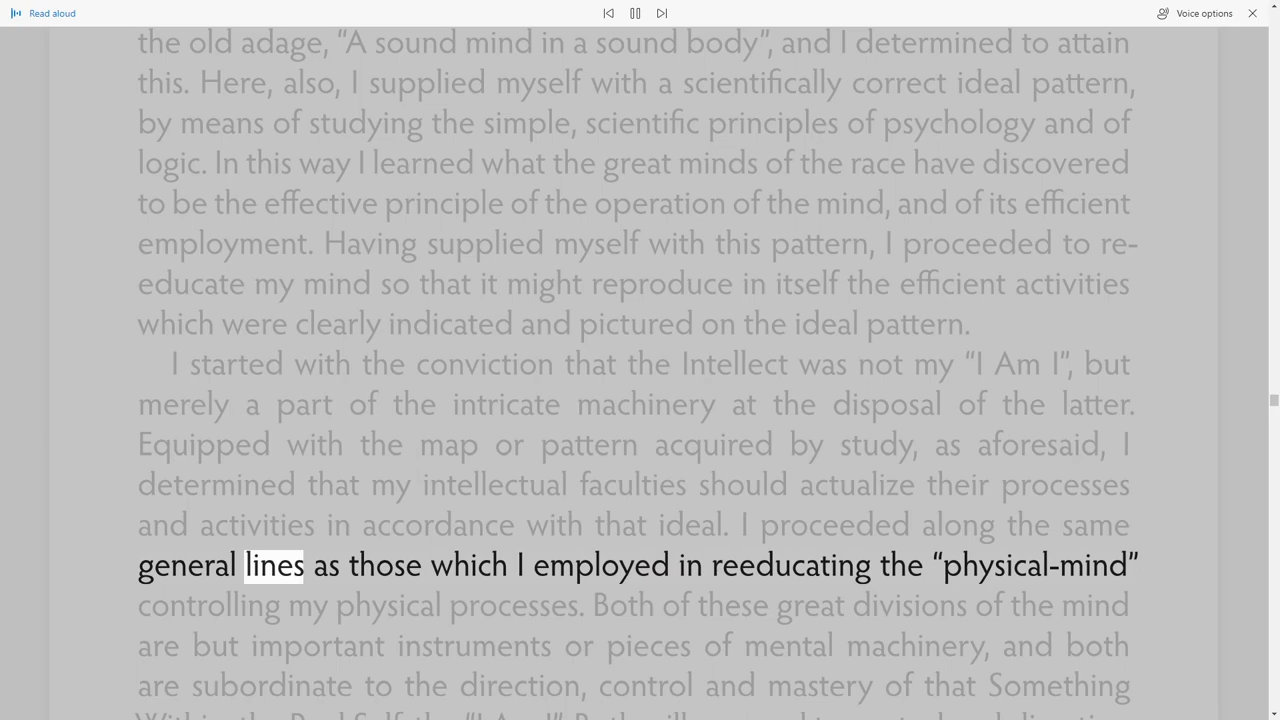 Read aloud
Voice options
the old adage, “A sound mind in a sound body”, and I determined to attain
this. Here, also, I supplied myself with a scientifically correct ideal pattern,
by means of studying the simple, scientific principles of psychology and of
logic. In this way I learned what the great minds of the race have discovered
to be the effective principle of the operation of the mind, and of its efficient
employment. Having supplied myself with this pattern, I proceeded to re-
educate my mind so that it might reproduce in itself the efficient activities
which were clearly indicated and pictured on the ideal pattern.
I started with the conviction that the Intellect was not my “I Am I”, but
merely a part of the intricate machinery at the disposal of the latter.
Equipped with the map or pattern acquired by study, as aforesaid, I
determined that my intellectual faculties should actualize their processes
and activities in accordance with that ideal. I proceeded along the same
general lines as those which I employed in reeducating the “physical-mind”
controlling my physical processes. Both of these great divisions of the mind
are but important instruments or pieces of mental machinery, and both
are subordinate to the direction, control and mastery of that Something